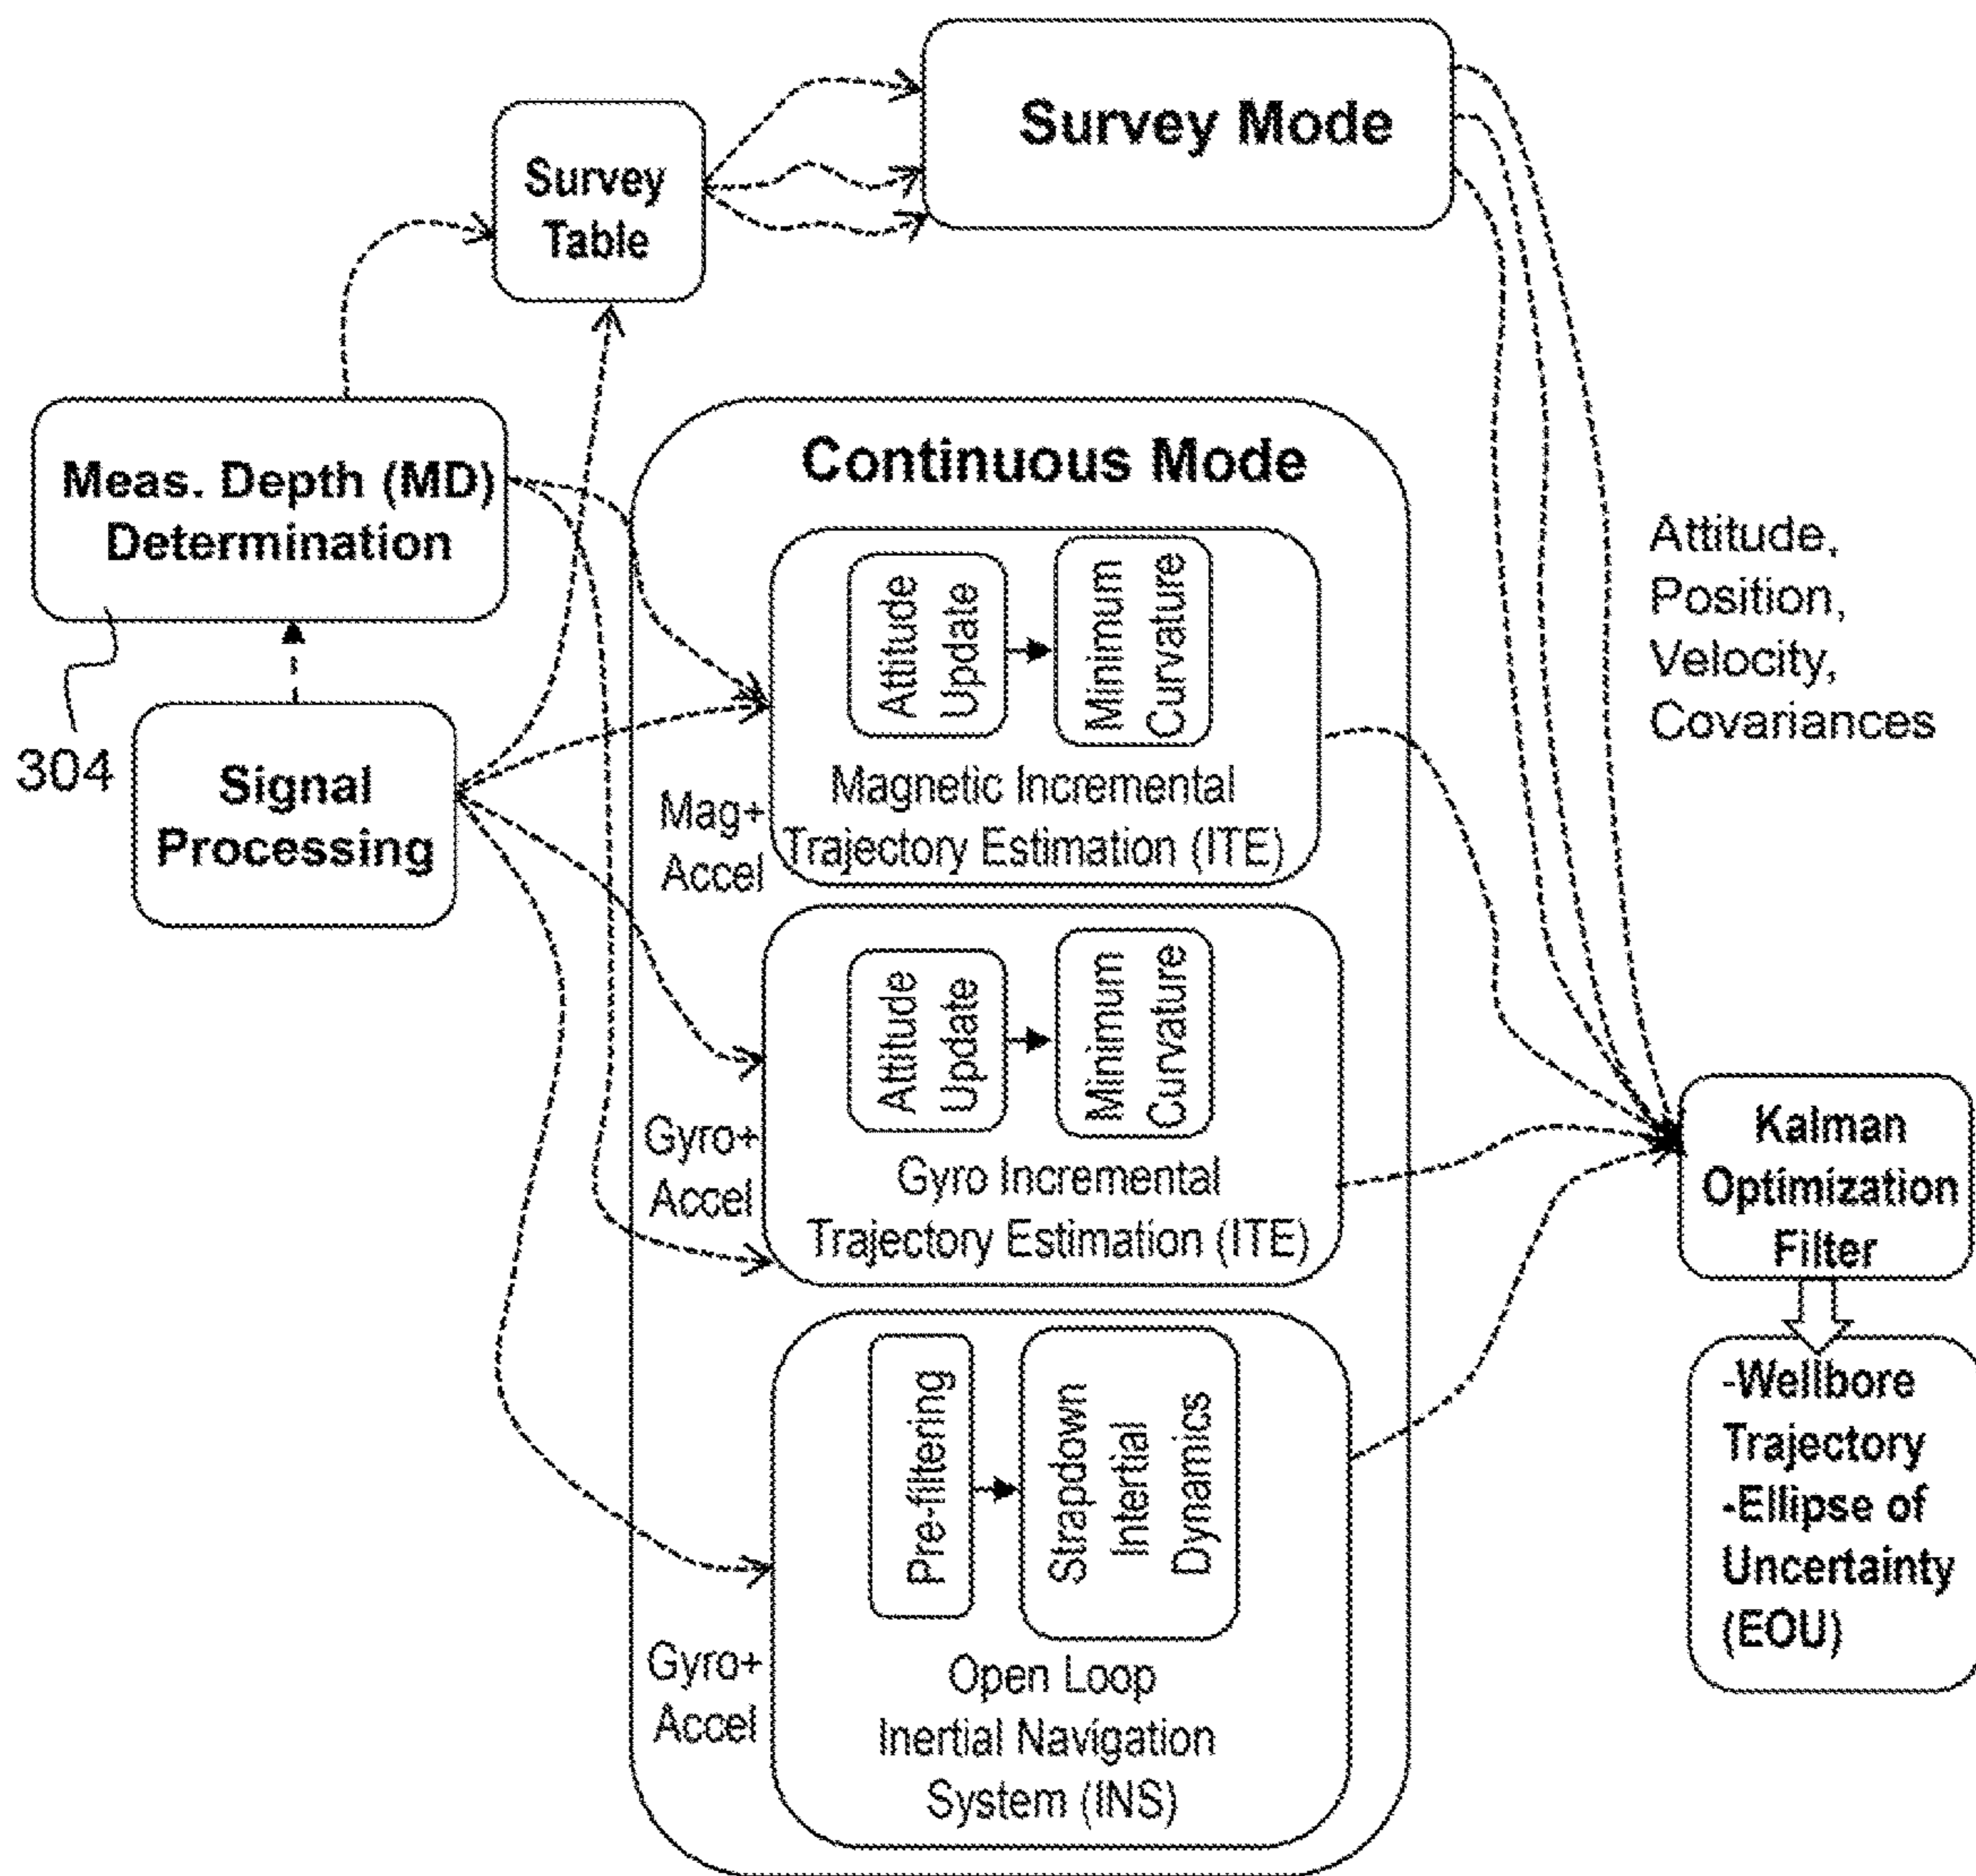 Survey Mode
Survey
Table
Meas. Depth (MD)
Determination
304
Signal
Processing
Continuous Mode
Attitude
Update
Minimum
Curvature
Magnetic Incremental
Trajectory Estimation (ITE)
Mag+
Accel
Attitude
Update
Minimum
Curvature
Gyro Incremental
Trajectory Estimation (ITE)
Gyro+
Accel
Pre-filtering
Strapdown
Intertial
Dynamics
Open Loop
Inertial Navigation
System (INS)
Gyro+
Accel
Attitude,
Position,
Velocity,
Covariances
Kalman
Optimization
Filter
-Wellbore
Trajectory
-Ellipse of
Uncertainty
(EOU)